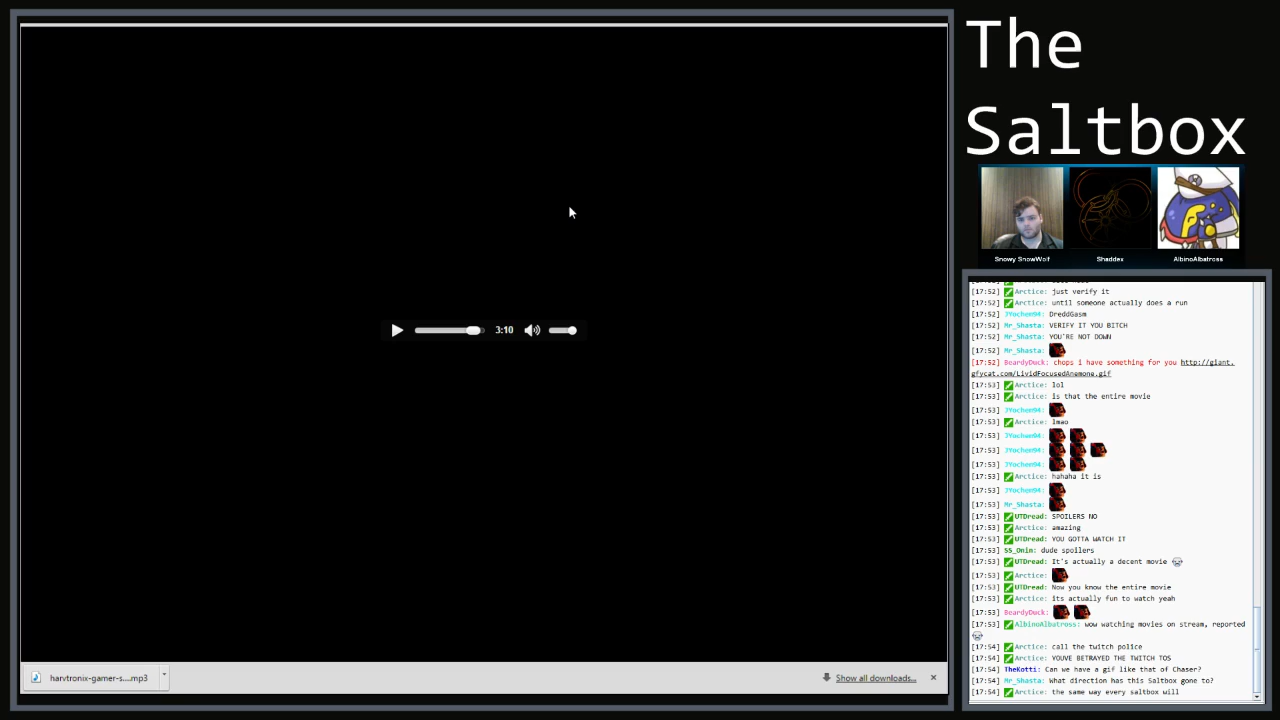 The
Saltbox
Snowy SnowWolf
Shaddex
AlbinoAlbatross
3:10
[17:52] Arctice: just verify it
[17:52] Arctice: until someone actually does a run
[17:52] JYochem94: DreddGasm
[17:52] Mr_Shasta: VERIFY IT YOU BITCH
[17:52] Mr_Shasta: YOU'RE NOT DOWN
[17:52] Mr_Shasta:
[17:52] BeardyDuck: chops i have something for you http://giant.
gfycat.com/LividFocusedAnemone.gif
[17:53] Arctice: lol
[17:53] Arctice: is that the entire movie
[17:53] JYochem94:
[17:53] Arctice: lmao
[17:53] JYochem94:
[17:53] JYochem94:
[17:53] JYochem94:
[17:53] Arctice: hahaha it is
[17:53] JYochem94:
[17:53] Mr_Shasta:
[17:53] UTDread: SPOILERS NO
[17:53] Arctice: amazing
[17:53] UTDread: YOU GOTTA WATCH IT
[17:53] SS_Onin: dude spoilers
[17:53] UTDread: It's actually a decent movie
[17:53] Arctice:
[17:53] UTDread: Now you know the entire movie
[17:53] Arctice: its actually fun to watch yeah
[17:53] BeardyDuck:
[17:53] AlbinoAlbatross: wow watching movies on stream, reported
[17:54] Arctice: call the twitch police
[17:54] Arctice: YOUVE BETRAYED THE TWITCH TOS
[17:54] TheKotti: Can we have a gif like that of Chaser?
[17:54] Mr_Shasta: What direction has this Saltbox gone to?
[17:54] Arctice: the same way every saltbox will
harvtronix-gamer-s....mp3
Show all downloads...